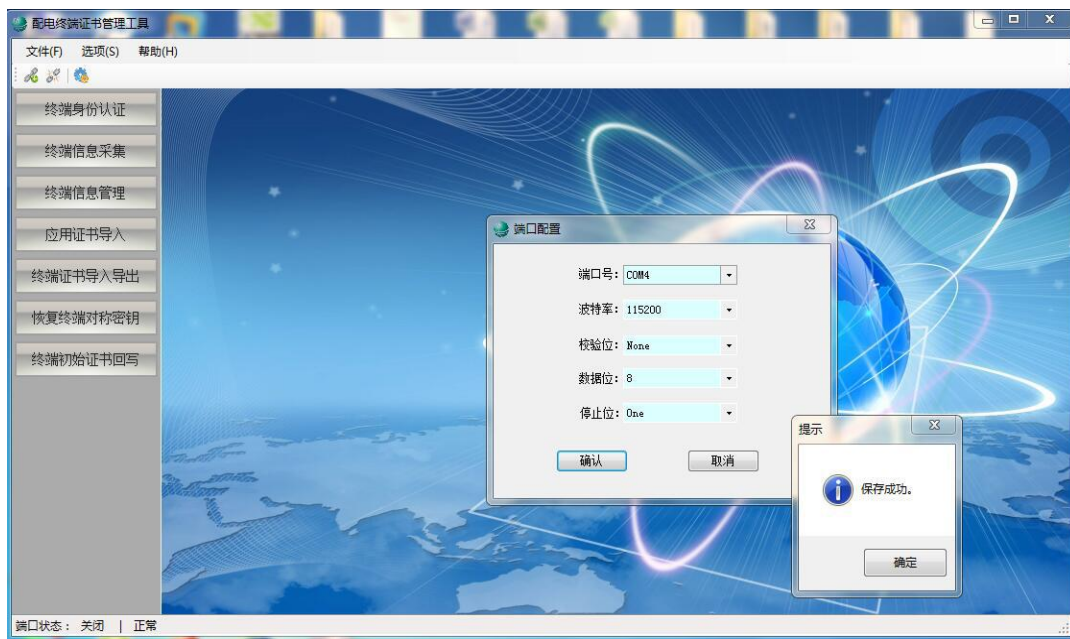 配电终端证书管理工具
文件(F) 选项(S) 帮助(H)
终端身份认证
终端信息采集
终端信息管理
应用证书导入
终端证书导入导出
恢复终端对称密钥
终端初始证书回写
端口配置
端口号: COM4
波特率: 115200
校验位: None
数据位: 8
停止位: One
确认 取消
提示
保存成功。
确定
端口状态: 关闭 | 正常